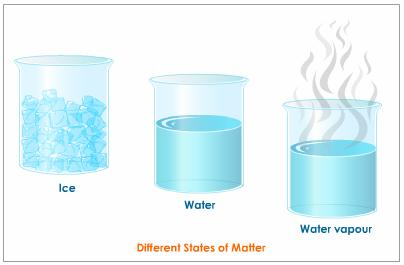 Ice
Water
Water vapour
Different States of Matter